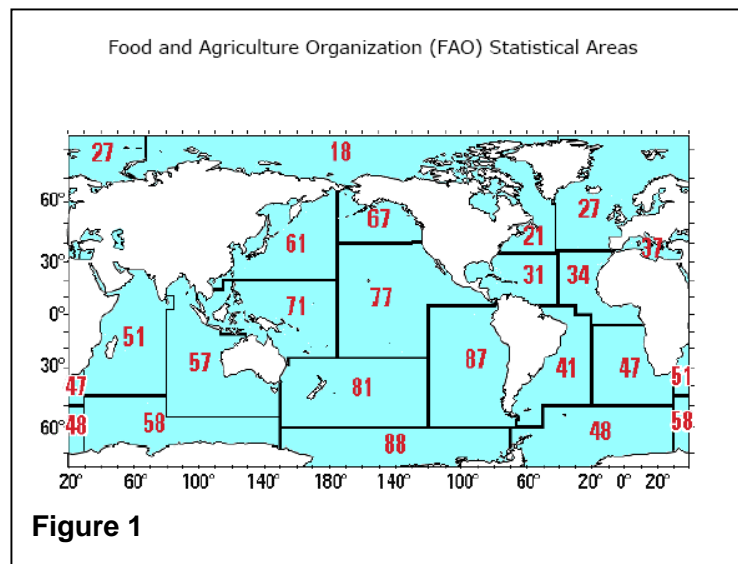 Food and Agriculture Organization (FAO) Statistical Areas
27 18
60° 67 27
61 21 37
30° 31 34
71 77
0°
51 57 87 41 47
30° 81
47 51
48 58 58
60° 88 48
20° 60° 100° 140° 180° 140° 100° 60° 20° 0° 20°
Figure 1